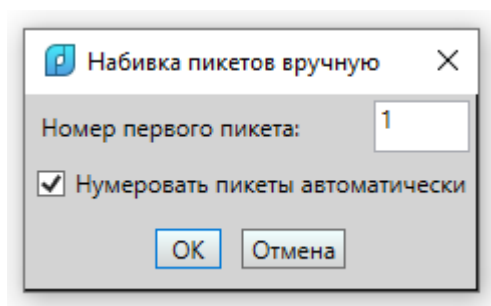 Набивка пикетов вручную
Номер первого пикета: 1
Нумеровать пикеты автоматически
OK Отмена